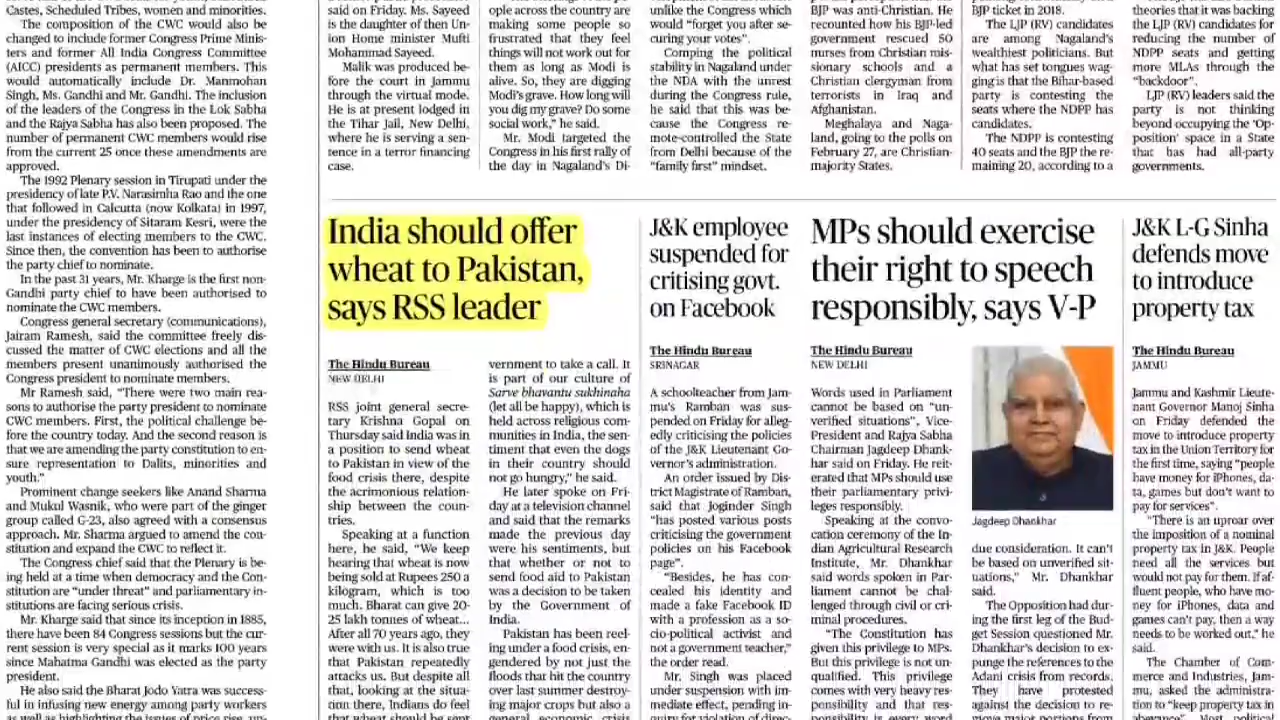 Castes, Scheduled Tribes, women and minorities.
The composition of the CWC would also be
changed to include former Congress Prime Minis-
ters and former All India Congress Committee
(AICC) presidents as permanent members. This
would automatically include Dr. Manmohan
Singh, Ms. Gandhi and Mr. Gandhi. The inclusion
of the leaders of the Congress in the Lok Sabha
and the Rajya Sabha has also been proposed. The
number of permanent CWC members would rise
from the current 25 once these amendments are
approved.
The 1992 Plenary session in Tirupati under the
presidency of late P.V. Narasimha Rao and the one
that followed in Calcutta (now Kolkata) in 1997,
under the presidency of Sitaram Kesri, were the
last instances of electing members to the CWC.
Since then, the convention has been to authorise
the party chief to nominate.
In the past 31 years, Mr. Kharge is the first non-
Gandhi party chief to have been authorised to
nominate the CWC members.
Congress general secretary (communications),
Jairam Ramesh, said the committee freely dis-
cussed the matter of CWC elections and all the
members present unanimously authorised the
Congress president to nominate members.
Mr Ramesh said, “There were two main rea-
sons to authorise the party president to nominate
CWC members. First, the political challenge be-
fore the country today. And the second reason is
that we are amending the party constitution to en-
sure representation to Dalits, minorities and
youth.”
Prominent change seekers like Anand Sharma
and Mukul Wasnik, who were part of the ginger
group called G-23, also agreed with a consensus
approach. Mr. Sharma argued to amend the con-
stitution and expand the CWC to reflect it.
The Congress chief said that the Plenary is be-
ing held at a time when democracy and the Con-
stitution are “under threat” and parliamentary in-
stitutions are facing serious crisis.
Mr. Kharge said that since its inception in 1885,
there have been 84 Congress sessions but the cur-
rent session is very special as it marks 100 years
since Mahatma Gandhi was elected as the party
president.
He also said the Bharat Jodo Yatra was success-
ful in infusing new energy among party workers
as well as highlighting the issues of price rise, un-
said on Friday. Ms. Sayeed
is the daughter of then Un-
ion Home minister Mufti
Mohammad Sayeed.
Malik was produced be-
fore the court in Jammu
through the virtual mode.
He is at present lodged in
the Tihar Jail, New Delhi,
where he is serving a sen-
tence in a terror financing
case.
ople across the country are
making some people so
frustrated that they feel
things will not work out for
them as long as Modi is
alive. So, they are digging
Modi’s grave. How long will
you dig my grave? Do some
social work,” he said.
Mr. Modi targeted the
Congress in his first rally of
the day in Nagaland’s Di-
unlike the Congress which
would “forget you after se-
curing your votes”.
Comping the political
stability in Nagaland under
the NDA with the unrest
during the Congress rule,
he said that this was be-
cause the Congress re-
mote-controlled the State
from Delhi because of the
“family first” mindset.
BJP was anti-Christian. He
recounted how his BJP-led
government rescued 50
nurses from Christian mis-
sionary schools and a
Christian clergyman from
terrorists in Iraq and
Afghanistan.
Meghalaya and Naga-
land, going to the polls on
February 27, are Christian-
majority States.
BJP ticket in 2018.
The LJP (RV) candidates
are among Nagaland’s
wealthiest politicians. But
what has set tongues wag-
ging is that the Bihar-based
party is contesting the
seats where the NDPP has
candidates.
The NDPP is contesting
40 seats and the BJP the re-
maining 20, according to a
theories that it was backing
the LJP (RV) candidates for
reducing the number of
NDPP seats and getting
more MLAs through the
“backdoor”.
LJP (RV) leaders said the
party is not thinking
beyond occupying the ‘Op-
position’ space in a State
that has had all-party
governments.
India should offer
wheat to Pakistan,
says RSS leader
The Hindu Bureau
NEW DELHI
RSS joint general secre-
tary Krishna Gopal on
Thursday said India was in
a position to send wheat
to Pakistan in view of the
food crisis there, despite
the acrimonious relation-
ship between the coun-
tries.
Speaking at a function
here, he said, “We keep
hearing that wheat is now
being sold at Rupees 250 a
kilogram, which is too
much. Bharat can give 20-
25 lakh tonnes of wheat...
After all 70 years ago, they
were with us. It is also true
that Pakistan repeatedly
attacks us. But despite all
that, looking at the situa-
tion there, Indians do feel
that wheat should be sent
vernment to take a call. It
is part of our culture of
Sarve bhavantu sukhinaha
(let all be happy), which is
held across religious com-
munities in India, the sen-
timent that even the dogs
in their country should
not go hungry,” he said.
He later spoke on Fri-
day at a television channel
and said that the remarks
made the previous day
were his sentiments, but
that whether or not to
send food aid to Pakistan
was a decision to be taken
by the Government of
India.
Pakistan has been reel-
ing under a food crisis, en-
gendered by not just the
floods that hit the country
over last summer destroy-
ing major crops but also a
general economic crisis
J&K employee
suspended for
critising govt.
on Facebook
The Hindu Bureau
SRINAGAR
A schoolteacher from Jam-
mu’s Ramban was sus-
pended on Friday for alleg-
edly criticising the policies
of the J&K Lieutenant Go-
vernor’s administration.
An order issued by Dis-
trict Magistrate of Ramban,
said that Joginder Singh
“has posted various posts
criticising the government
policies on his Facebook
page”.
“Besides, he has con-
cealed his identity and
made a fake Facebook ID
with a profession as a so-
cio-political activist and
not a government teacher,”
the order read.
Mr. Singh was placed
under suspension with im-
mediate effect, pending in-
quiry for violation of direc-
MPs should exercise
their right to speech
responsibly, says V-P
The Hindu Bureau
NEW DELHI
Words used in Parliament
cannot be based on “un-
verified situations”, Vice-
President and Rajya Sabha
Chairman Jagdeep Dhank-
har said on Friday. He reit-
erated that MPs should use
their parliamentary privi-
leges responsibly.
Speaking at the convo-
cation ceremony of the In-
dian Agricultural Research
Institute, Mr. Dhankhar
said words spoken in Par-
liament cannot be chal-
lenged through civil or cri-
minal procedures.
“The Constitution has
given this privilege to MPs.
But this privilege is not un-
qualified. This privilege
comes with very heavy res-
ponsibility is every word
Jagdeep Dhankhar
due consideration. It can’t
be based on unverified sit-
uations,” Mr. Dhankhar
said.
The Opposition had dur-
ing the first leg of the Bud-
get Session questioned Mr.
Dhankhar’s decision to ex-
punge the references to the
Adani crisis from records.
They have protested
against the decision to re-
move major portions from
J&K L-G Sinha
defends move
to introduce
property tax
The Hindu Bureau
JAMMU
Jammu and Kashmir Lieute-
nant Governor Manoj Sinha
on Friday defended the
move to introduce property
tax in the Union Territory for
the first time, saying “people
have money for iPhones, da-
ta, games but don’t want to
pay for services”.
“There is an uproar over
the imposition of a nominal
property tax in J&K. People
need all the services but
would not pay for them. If af-
fluent people, who have mo-
ney for iPhones, data and
games can’t pay, then a way
needs to be worked out,” he
said.
The Chamber of Com-
merce and Industries, Jam-
mu, asked the administra-
tion to “keep the property